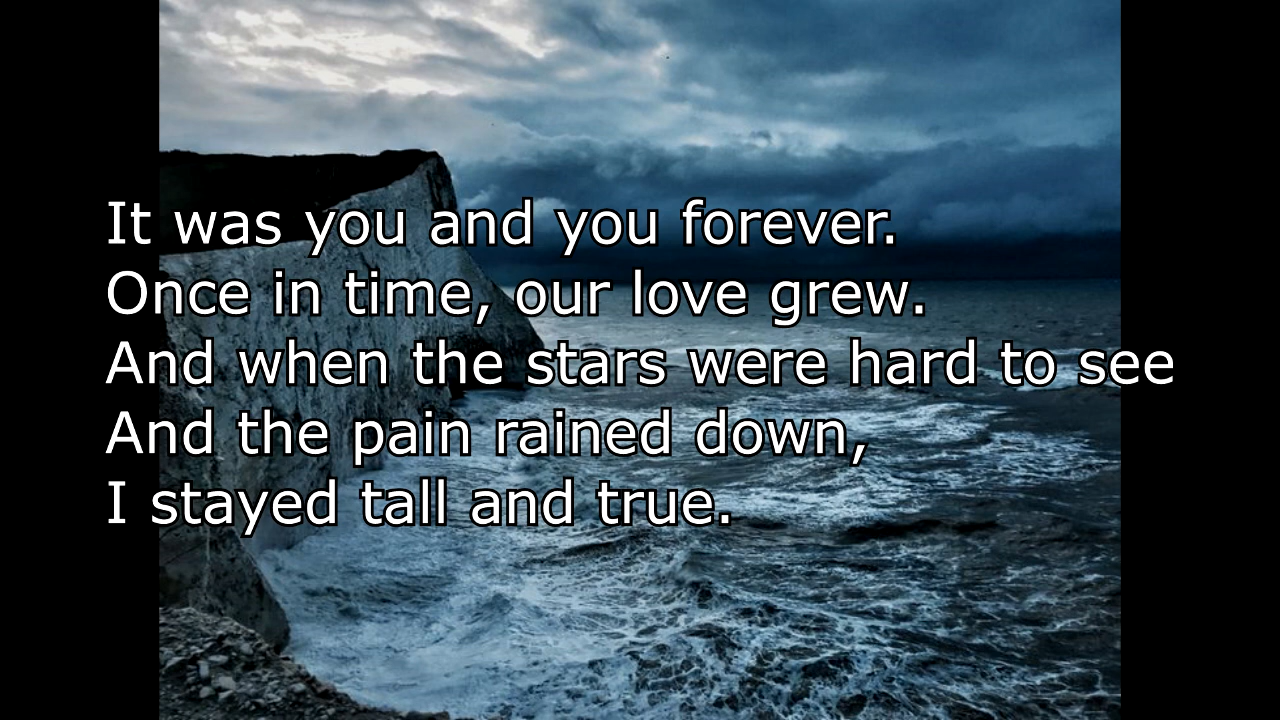 It was you and you forever.
Once in time, our love grew.
And when the stars were hard to see
And the pain rained down,
I stayed tall and true.